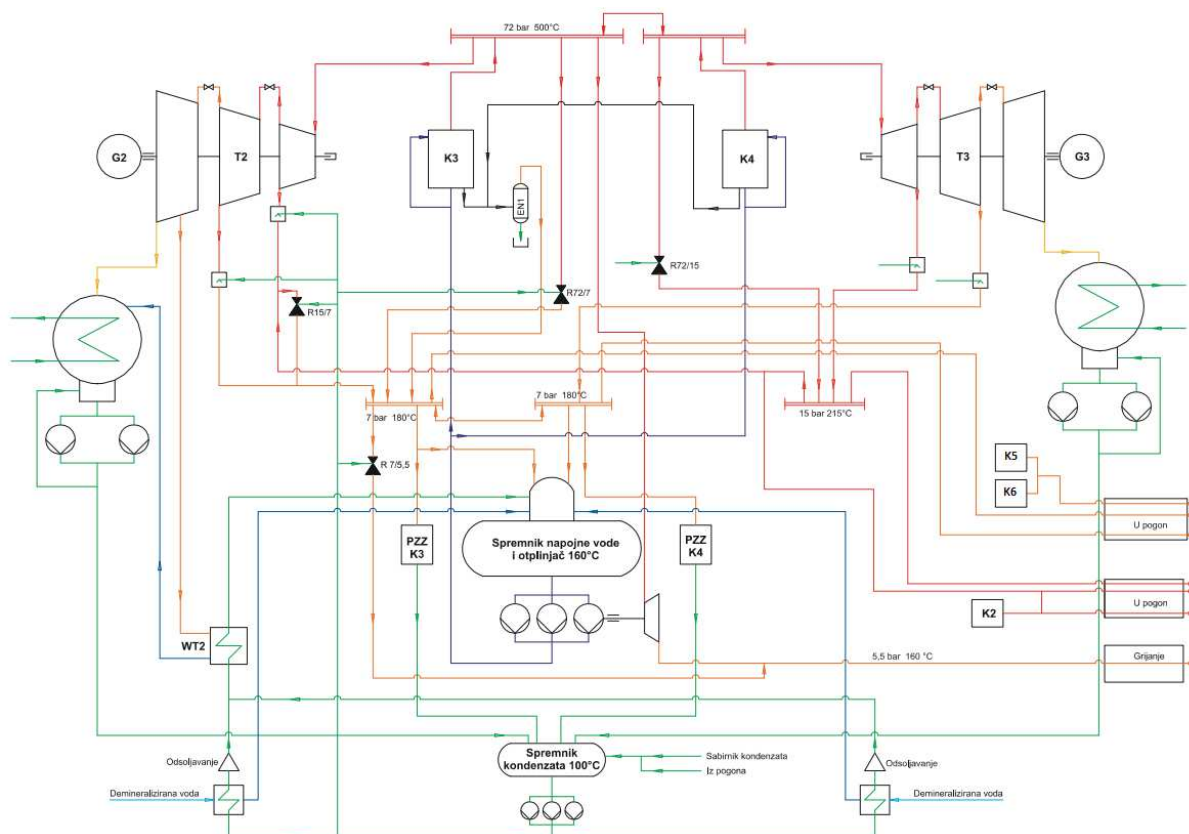 72 bar 500°C
G2
T2
K3
K4
T3
G3
EN1
R72/15
R72/7
R15/7
7 bar 180°C
7 bar 180°C
15 bar 215°C
R 7/5,5
K5
K6
U pogon
PZZ
K3
Spremnik napojne vode
i otplinjač 160°C
PZZ
K4
K2
U pogon
WT2
5,5 bar 160 °C
Grijanje
Spremnik
kondenzata 100°C
Sabirnik kondenzata
Iz pogona
Odsoljavanje
Odsoljavanje
Demineralizirana voda
Demineralizirana voda